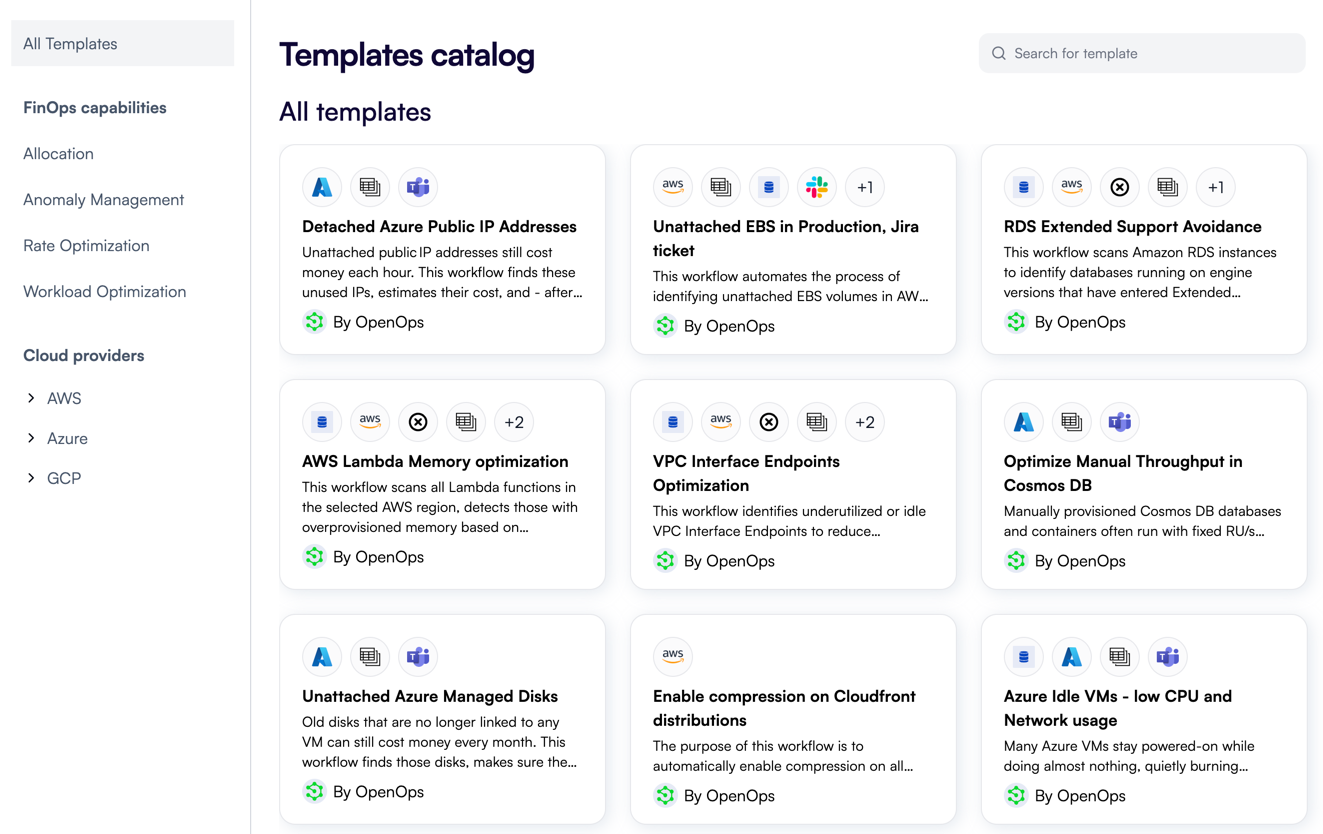 All Templates
FinOps capabilities
Allocation
Anomaly Management
Rate Optimization
Workload Optimization
Cloud providers
AWS
Azure
GCP
Templates catalog
Search for template
All templates
T
Detached Azure Public IP Addresses
Unattached public IP addresses still cost
money each hour. This workflow finds these
unused IPs, estimates their cost, and - after...
By OpenOps
aws
+1
Unattached EBS in Production, Jira
ticket
This workflow automates the process of
identifying unattached EBS volumes in AW...
By OpenOps
aws
+1
RDS Extended Support Avoidance
This workflow scans Amazon RDS instances
to identify databases running on engine
versions that have entered Extended...
By OpenOps
aws
+2
AWS Lambda Memory optimization
This workflow scans all Lambda functions in
the selected AWS region, detects those with
overprovisioned memory based on...
By OpenOps
aws
+2
VPC Interface Endpoints
Optimization
This workflow identifies underutilized or idle
VPC Interface Endpoints to reduce...
By OpenOps
T
Optimize Manual Throughput in
Cosmos DB
Manually provisioned Cosmos DB databases
and containers often run with fixed RU/s...
By OpenOps
T
Unattached Azure Managed Disks
Old disks that are no longer linked to any
VM can still cost money every month. This
workflow finds those disks, makes sure the...
By OpenOps
aws
Enable compression on Cloudfront
distributions
The purpose of this workflow is to
automatically enable compression on all...
By OpenOps
T
Azure Idle VMs - low CPU and
Network usage
Many Azure VMs stay powered-on while
doing almost nothing, quietly burning...
By OpenOps